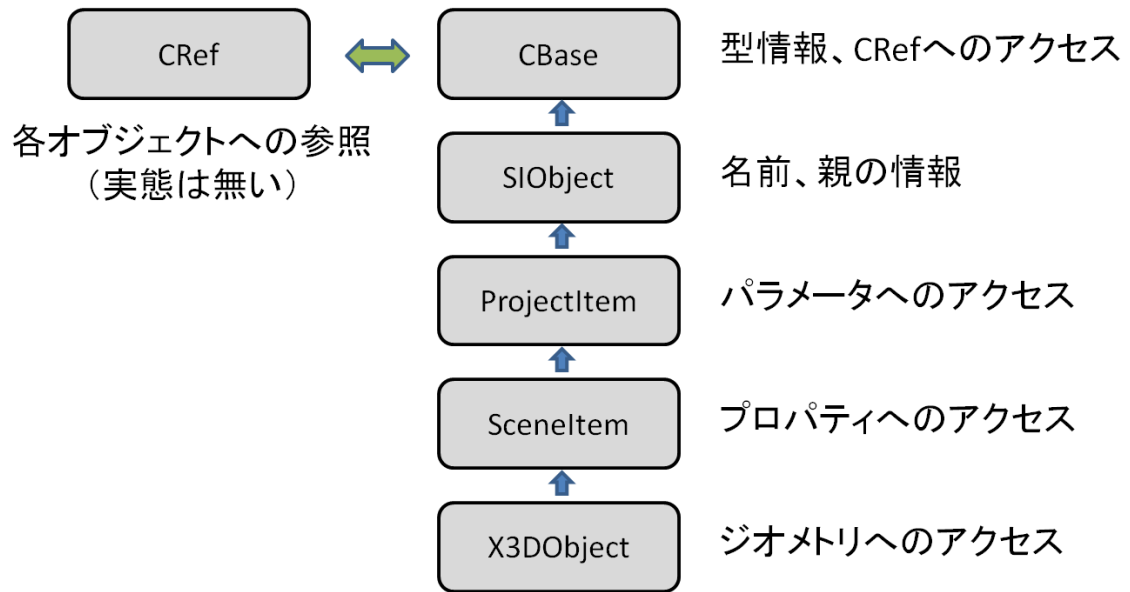 CRef
CBase
型情報、CRefへのアクセス
各オブジェクトへの参照
（実態は無い）
SIObject
名前、親の情報
ProjectItem
パラメータへのアクセス
SceneItem
プロパティへのアクセス
X3DObject
ジオメトリへのアクセス